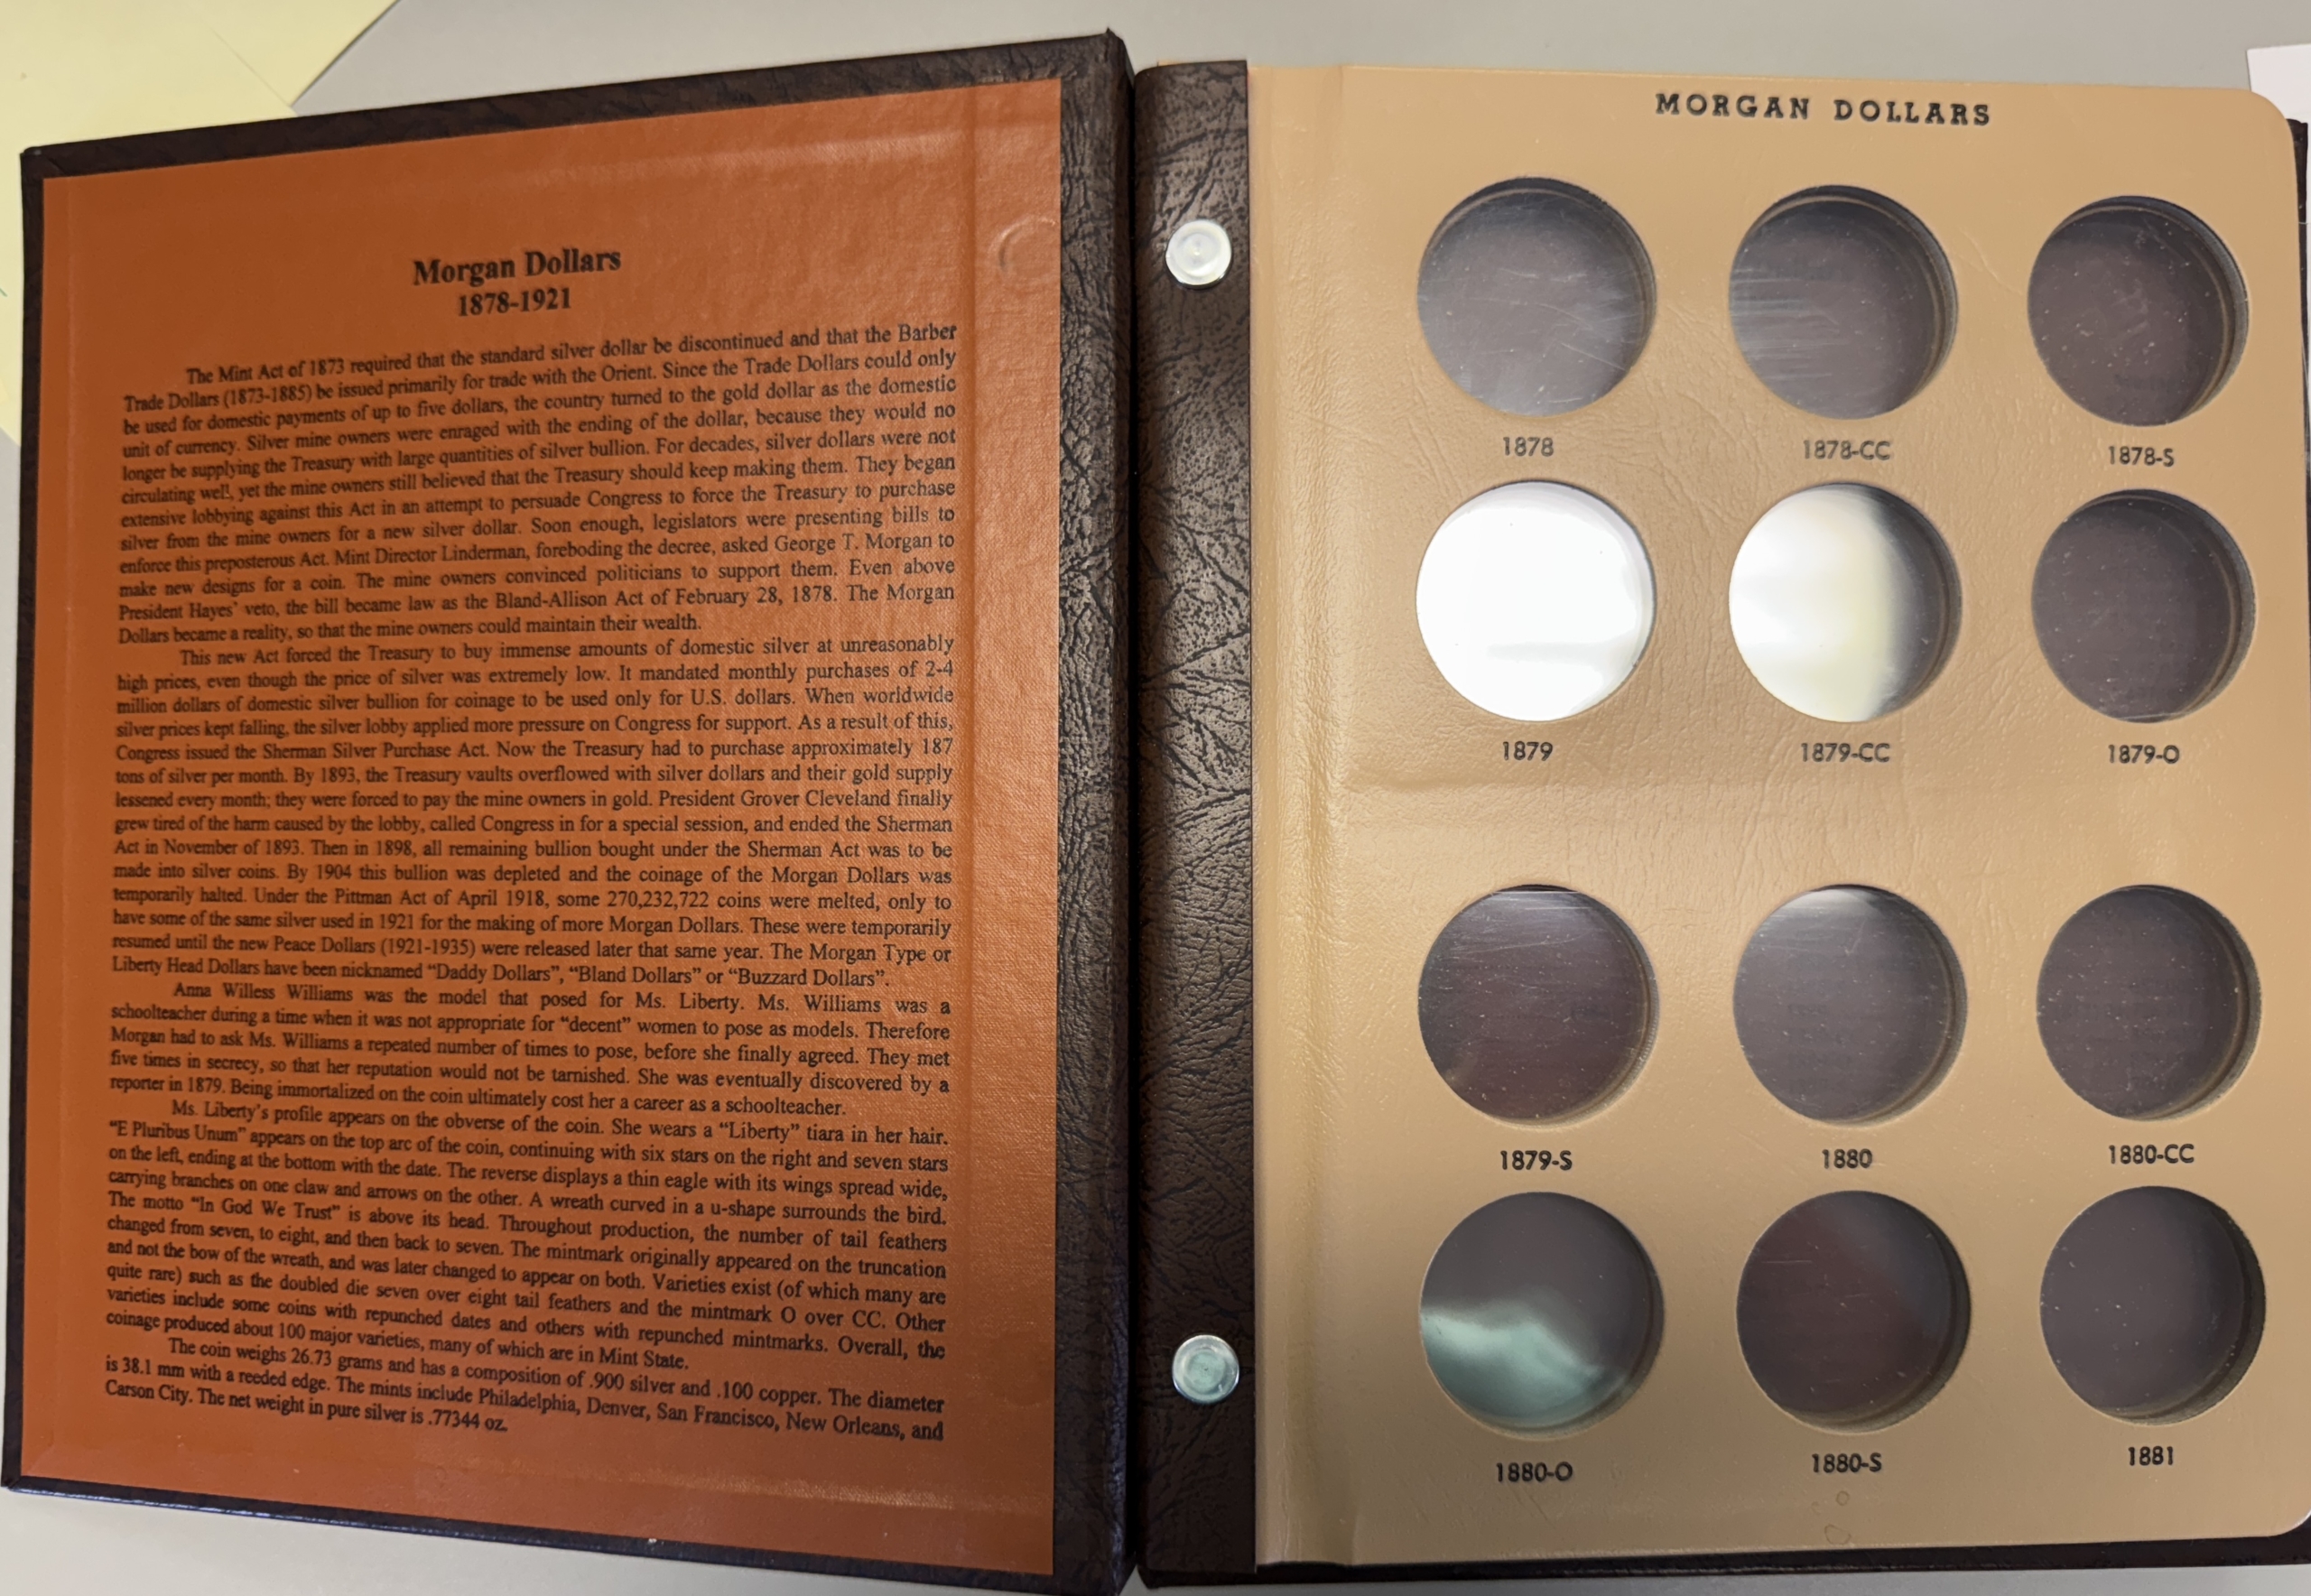 Morgan Dollars
1878-1921
The Mint Act of 1873 required that the standard silver dollar be discontinued and that the Barber
Trade Dollars (1873-1885) be issued primarily for trade with the Orient. Since the Trade Dollars could only
be used for domestic payments of up to five dollars, the country turned to the gold dollar as the domestic
unit of currency. Silver mine owners were enraged with the ending of the dollar, because they would no
longer be supplying the Treasury with large quantities of silver bullion. For decades, silver dollars were not
circulating well, yet the mine owners still believed that the Treasury should keep making them. They began
extensive lobbying against this Act in an attempt to persuade Congress to force the Treasury to purchase
silver from the mine owners for a new silver dollar. Soon enough, legislators were presenting bills to
enforce this preposterous Act. Mint Director Linderman, foreboding the decree, asked George T. Morgan to
make new designs for a coin. The mine owners convinced politicians to support them. Even above
President Hayes' veto, the bill became law as the Bland-Allison Act of February 28, 1878. The Morgan
Dollars became a reality, so that the mine owners could maintain their wealth.
This new Act forced the Treasury to buy immense amounts of domestic silver at unreasonably
high prices, even though the price of silver was extremely low. It mandated monthly purchases of 2-4
million dollars of domestic silver bullion for coinage to be used only for U.S. dollars. When worldwide
silver prices kept falling, the silver lobby applied more pressure on Congress for support. As a result of this,
Congress issued the Sherman Silver Purchase Act. Now the Treasury had to purchase approximately 187
tons of silver per month. By 1893, the Treasury vaults overflowed with silver dollars and their gold supply
lessened every month; they were forced to pay the mine owners in gold. President Grover Cleveland finally
grew tired of the harm caused by the lobby, called Congress in for a special session, and ended the Sherman
Act in November of 1893. Then in 1898, all remaining bullion bought under the Sherman Act was to be
made into silver coins. By 1904 this bullion was depleted and the coinage of the Morgan Dollars was
temporarily halted. Under the Pittman Act of April 1918, some 270,232,722 coins were melted, only to
have some of the same silver used in 1921 for the making of more Morgan Dollars. These were temporarily
resumed until the new Peace Dollars (1921-1935) were released later that same year. The Morgan Type or
Liberty Head Dollars have been nicknamed “Daddy Dollars”, “Bland Dollars” or “Buzzard Dollars”.
Anna Willess Williams was the model that posed for Ms. Liberty. Ms. Williams was a
schoolteacher during a time when it was not appropriate for “decent” women to pose as models. Therefore
Morgan had to ask Ms. Williams a repeated number of times to pose, before she finally agreed. They met
five times in secrecy, so that her reputation would not be tarnished. She was eventually discovered by a
reporter in 1879. Being immortalized on the coin ultimately cost her a career as a schoolteacher.
Ms. Liberty's profile appears on the obverse of the coin. She wears a “Liberty” tiara in her hair.
“E Pluribus Unum” appears on the top arc of the coin, continuing with six stars on the right and seven stars
on the left, ending at the bottom with the date. The reverse displays a thin eagle with its wings spread wide,
carrying branches on one claw and arrows on the other. A wreath curved in a u-shape surrounds the bird.
The motto “In God We Trust” is above its head. Throughout production, the number of tail feathers
changed from seven, to eight, and then back to seven. The mintmark originally appeared on the truncation
and not the bow of the wreath, and was later changed to appear on both. Varieties exist (of which many are
quite rare) such as the doubled die seven over eight tail feathers and the mintmark O over CC. Other
varieties include some coins with repunched dates and others with repunched mintmarks. Overall, the
coinage produced about 100 major varieties, many of which are in Mint State.
The coin weighs 26.73 grams and has a composition of .900 silver and .100 copper. The diameter
is 38.1 mm with a reeded edge. The mints include Philadelphia, Denver, San Francisco, New Orleans, and
Carson City. The net weight in pure silver is .77344 oz.
MORGAN DOLLARS
1878 1878-CC 1878-S
1879 1879-CC 1879-O
1879-S 1880 1880-CC
1880-O 1880-S 1881